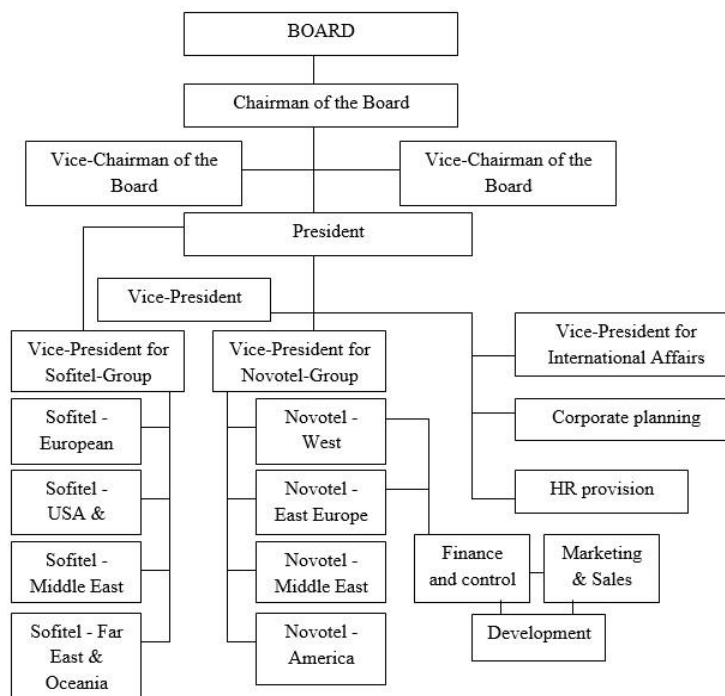 BOARD
Chairman of the Board
Vice-Chairman of the
Board
Vice-Chairman of the
Board
President
Vice-President
Vice-President for
Sofitel-Group
Vice-President for
Novotel-Group
Vice-President for
International Affairs
Sofitel -
European
Novotel -
West
Corporate planning
Sofitel -
USA &
Novotel -
East Europe
HR provision
Sofitel -
Middle East
Novotel -
Middle East
Finance
and control
Marketing
& Sales
Sofitel - Far
East &
Oceania
Novotel -
America
Development